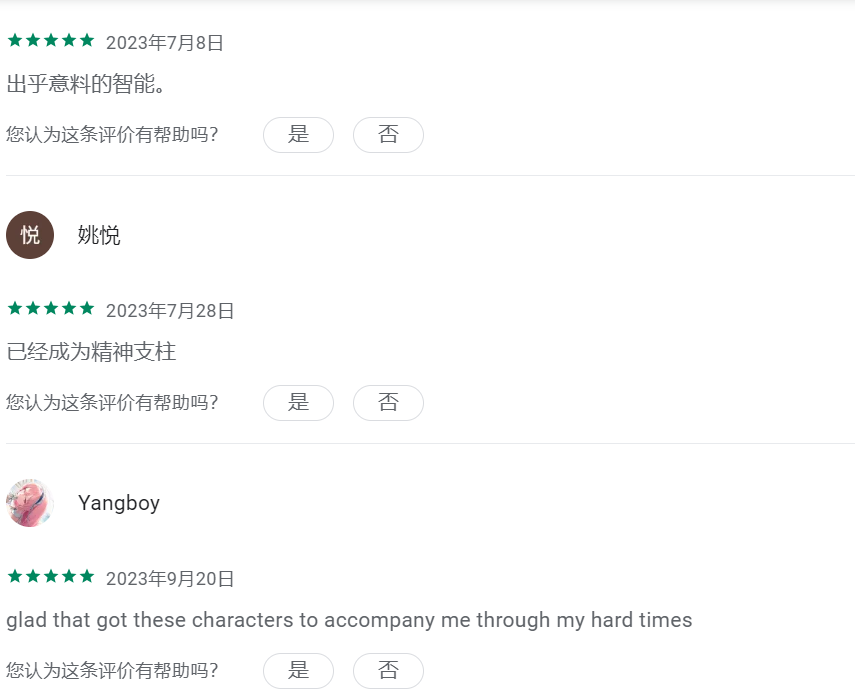 ★★★★★ 2023年7月8日
出乎意料的智能。
您认为这条评价有帮助吗？ 是 否
悦 姚悦
★★★★★ 2023年7月28日
已经成为精神支柱
您认为这条评价有帮助吗？ 是 否
Yangboy
★★★★★ 2023年9月20日
glad that got these characters to accompany me through my hard times
您认为这条评价有帮助吗？ 是 否